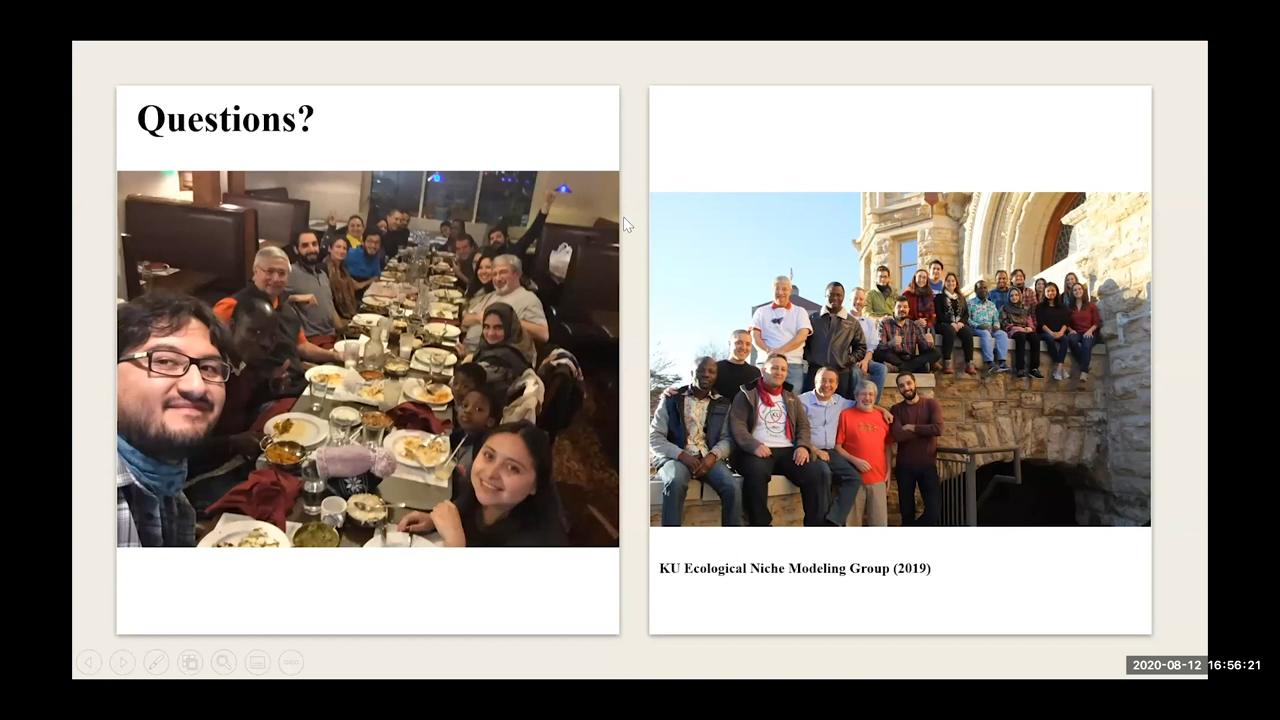 Questions?
KU Ecological Niche Modeling Group (2019)
2020-08-12 16:56:21